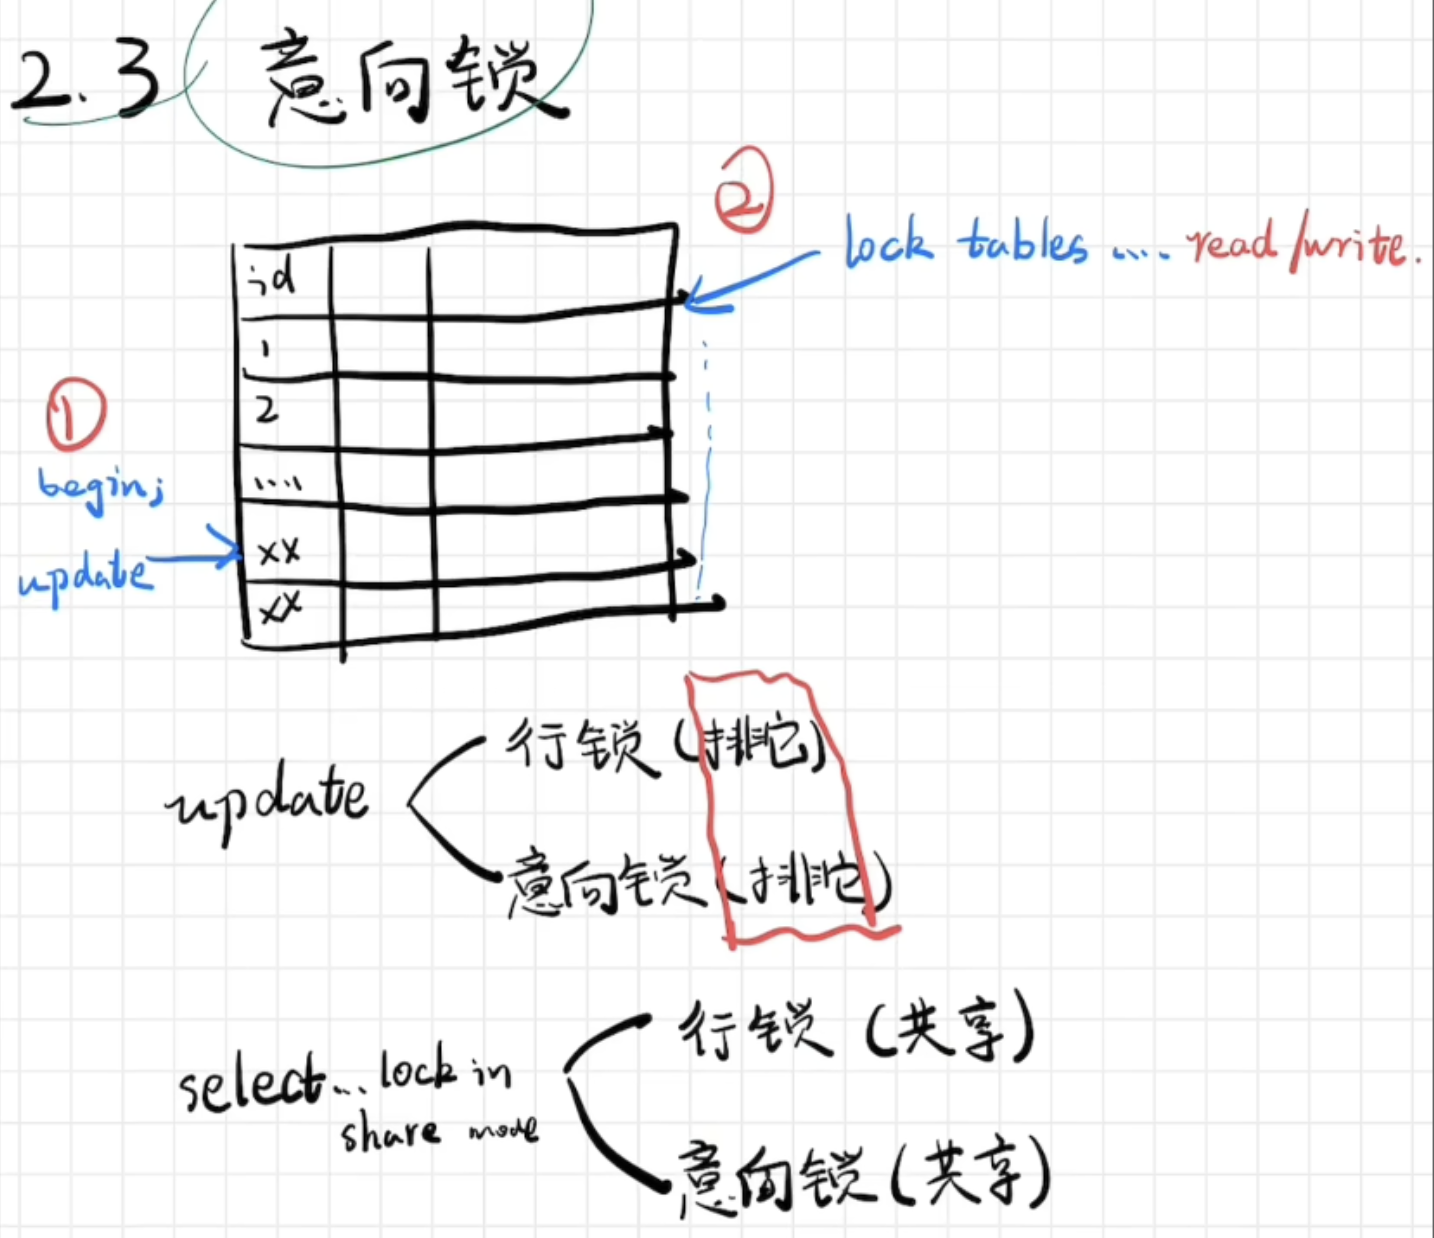 2.3 意向锁
②
lock tables .... read/write.
id
1
①
2
begin;
....
update
xx
xx
行锁(排它)
update
意向锁(排它)
行锁(共享)
select... lock in
share mode
意向锁(共享)